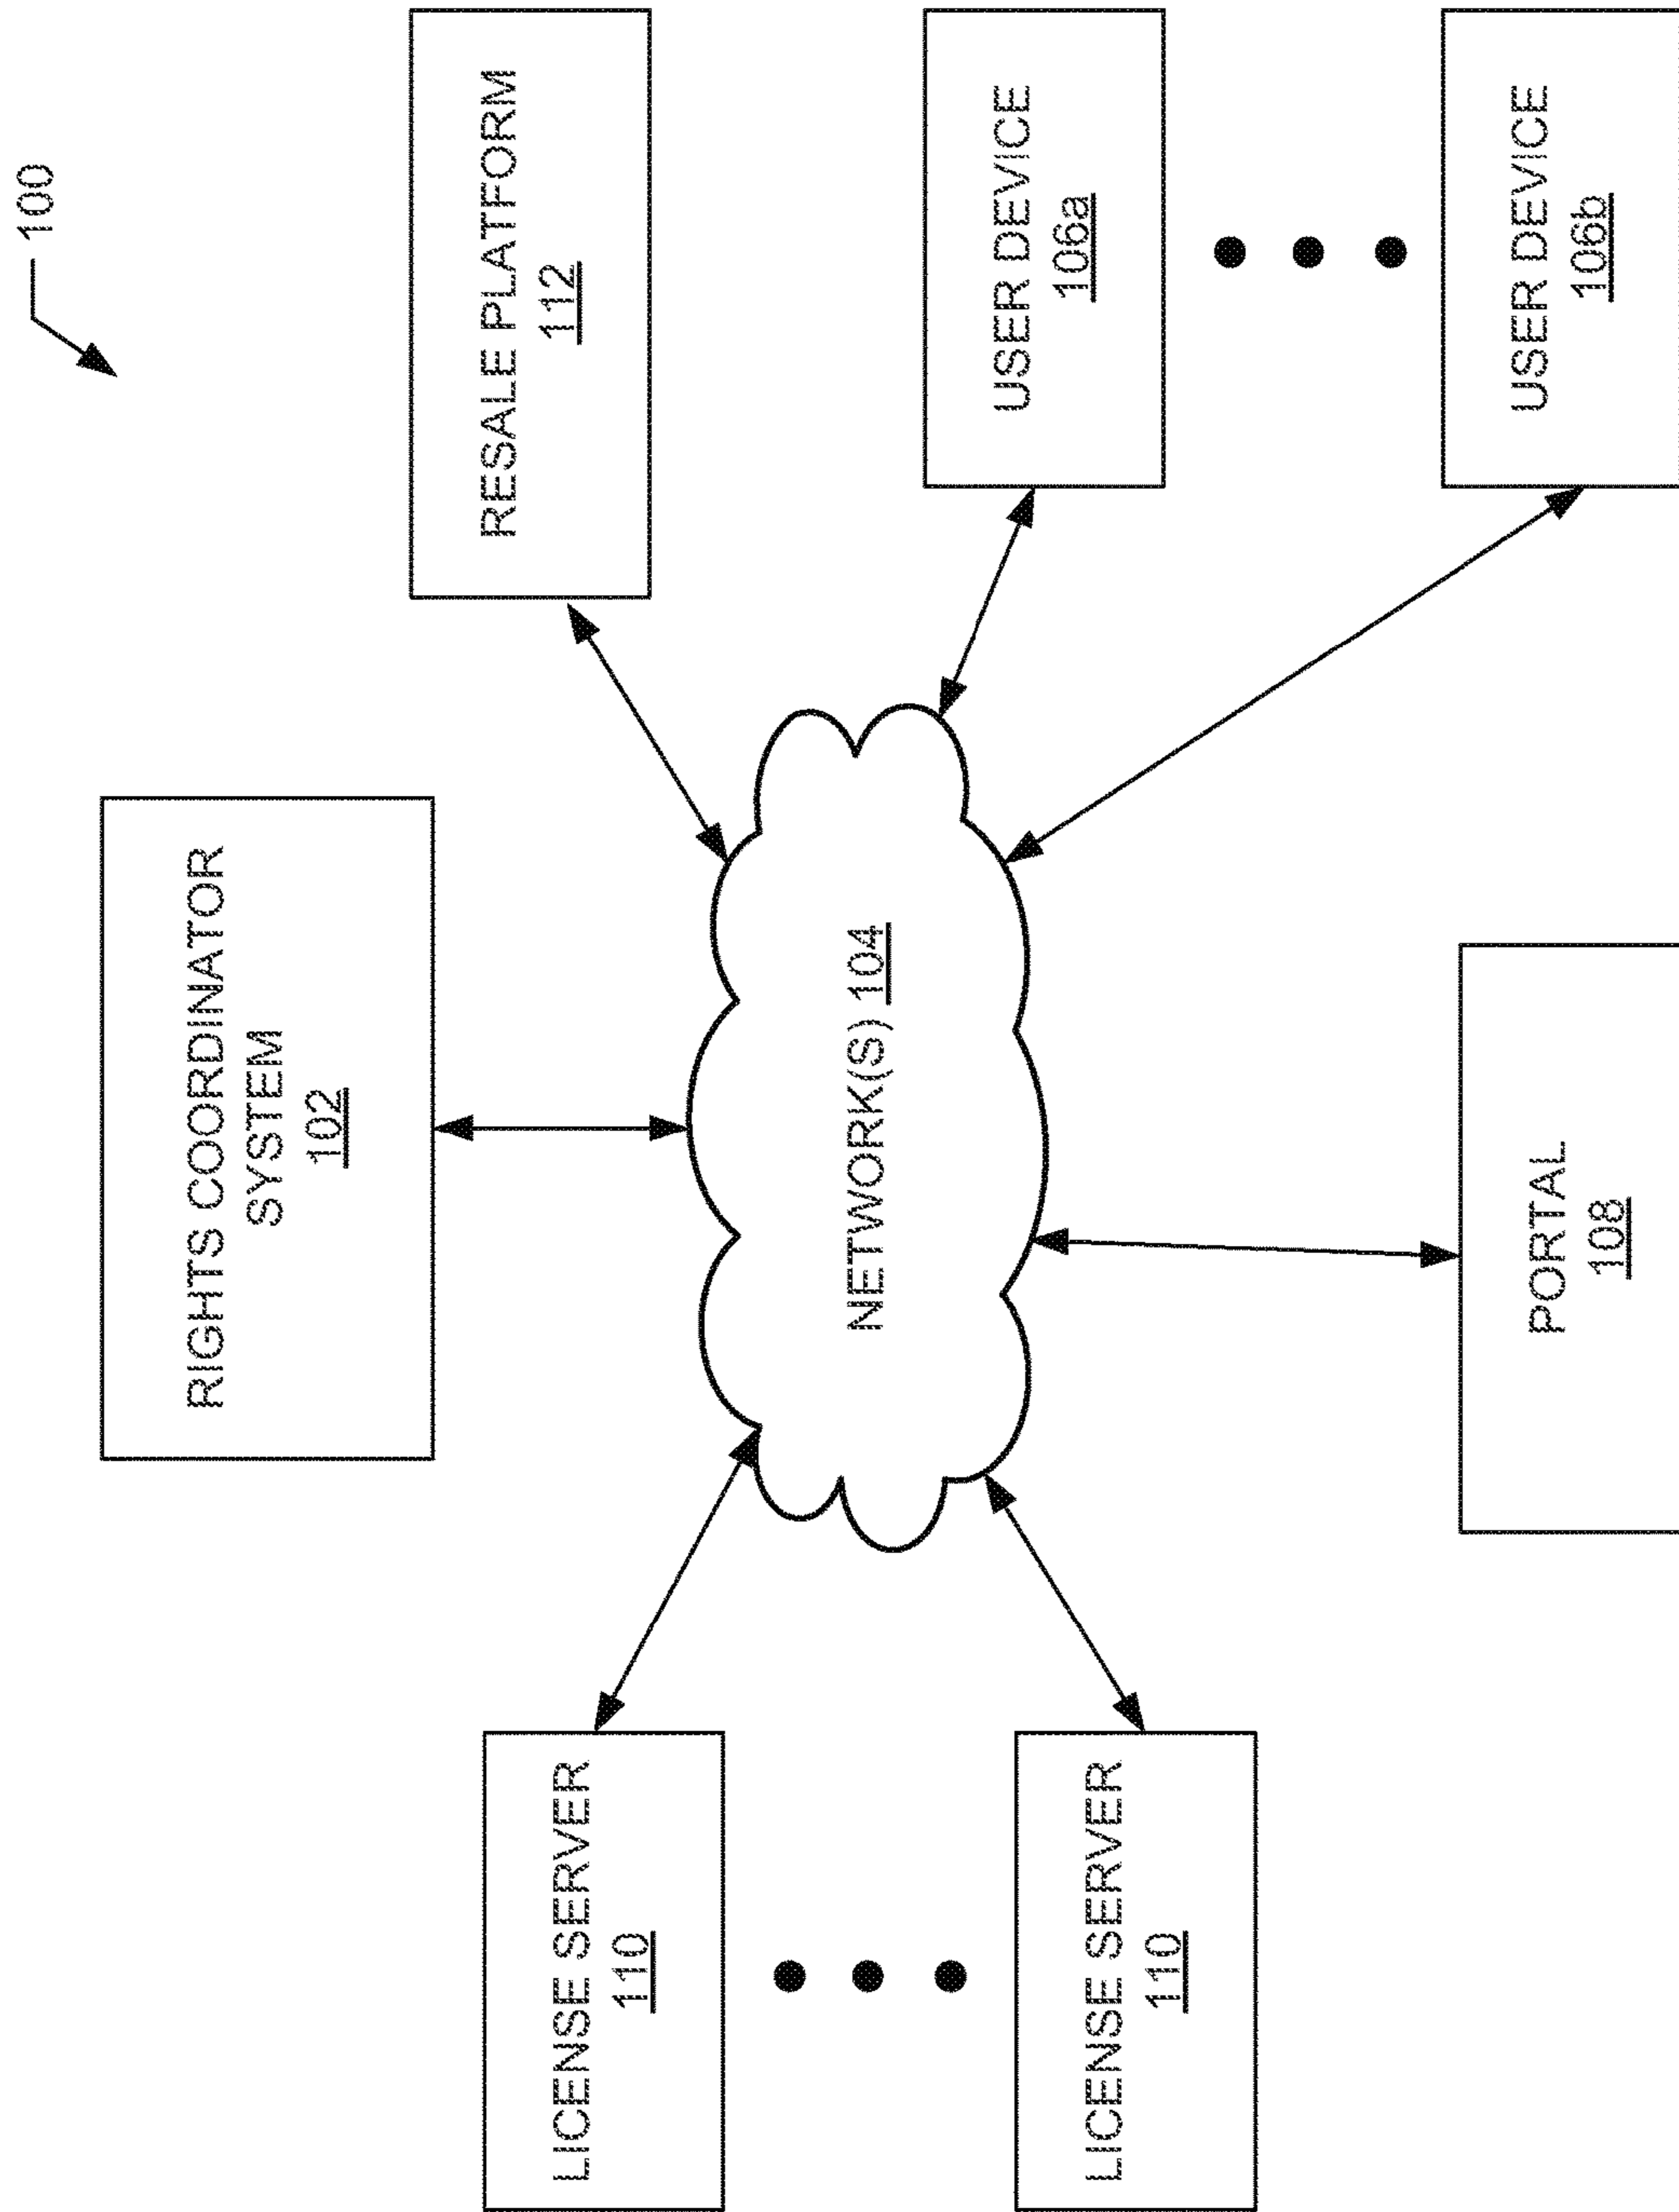 100
RIGHTS COORDINATOR
SYSTEM
102
RESALE PLATFORM
112
LICENSE SERVER
110
NETWORK(S) 104
USER DEVICE
106a
LICENSE SERVER
110
PORTAL
108
USER DEVICE
106b